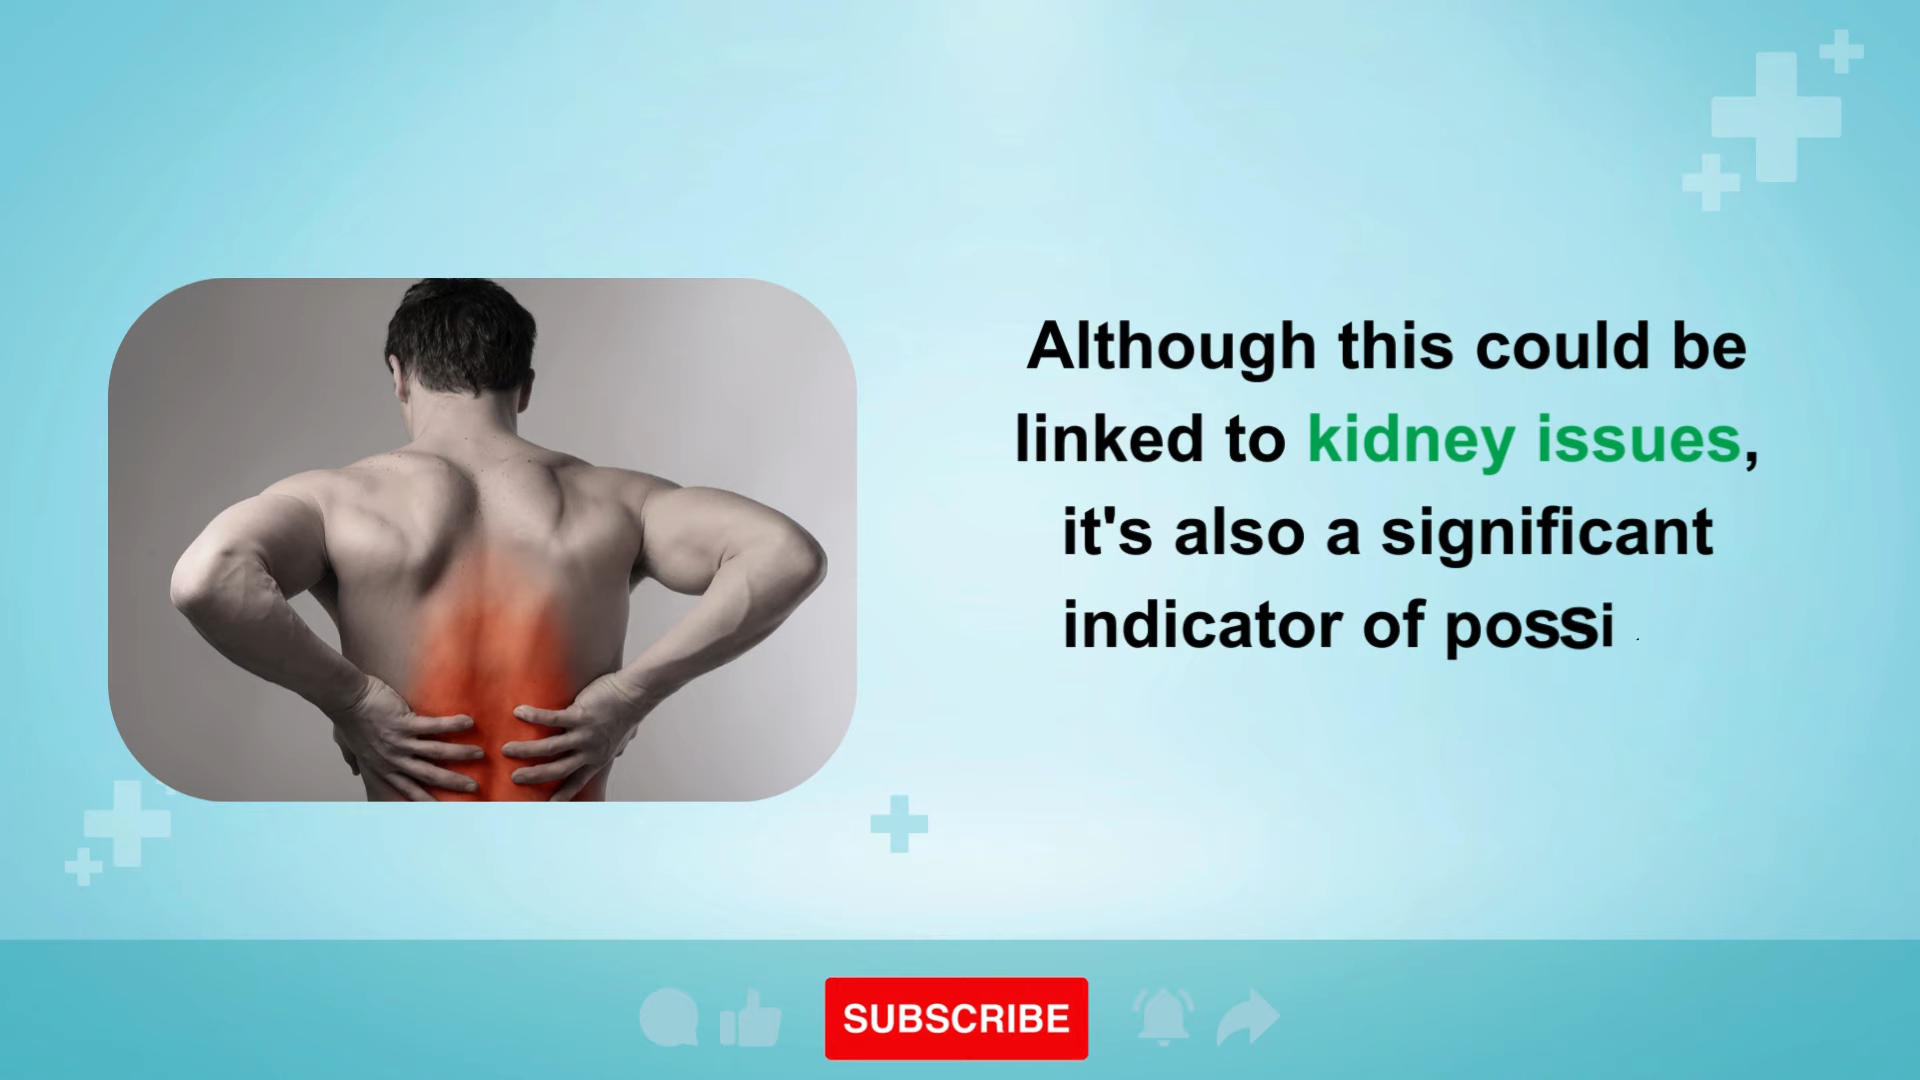 Although this could be
linked to kidney issues,
it's also a significant
indicator of possi
SUBSCRIBE